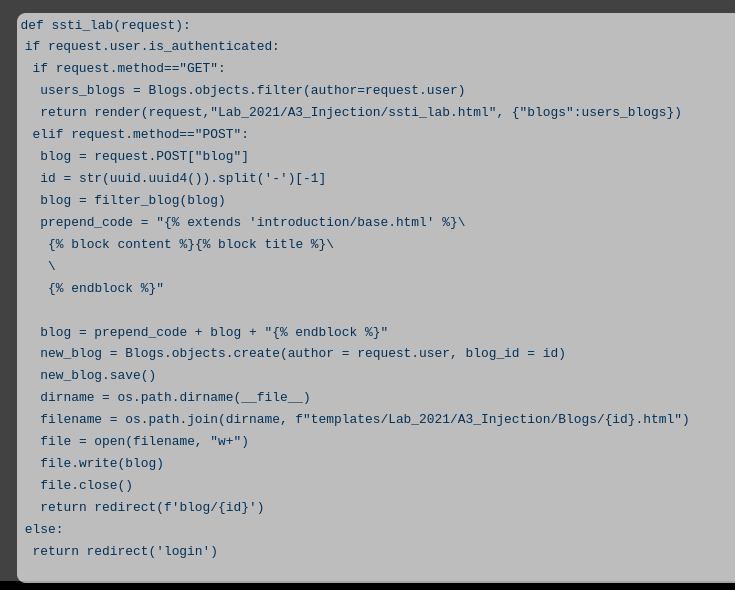 def ssti_lab(request):
if request.user.is_authenticated:
if request.method=="GET":
users_blogs = Blogs.objects.filter(author=request.user)
return render(request,"Lab_2021/A3_Injection/ssti_lab.html", {"blogs":users_blogs})
elif request.method=="POST":
blog = request.POST["blog"]
id = str(uuid.uuid4()).split('-')[-1]
blog = filter_blog(blog)
prepend_code = "{% extends 'introduction/base.html' %}\
{% block content %}{% block title %}\
\
{% endblock %}"
blog = prepend_code + blog + "{% endblock %}"
new_blog = Blogs.objects.create(author = request.user, blog_id = id)
new_blog.save()
dirname = os.path.dirname(__file__)
filename = os.path.join(dirname, f"templates/Lab_2021/A3_Injection/Blogs/{id}.html")
file = open(filename, "w+")
file.write(blog)
file.close()
return redirect(f'blog/{id}')
else:
return redirect('login')